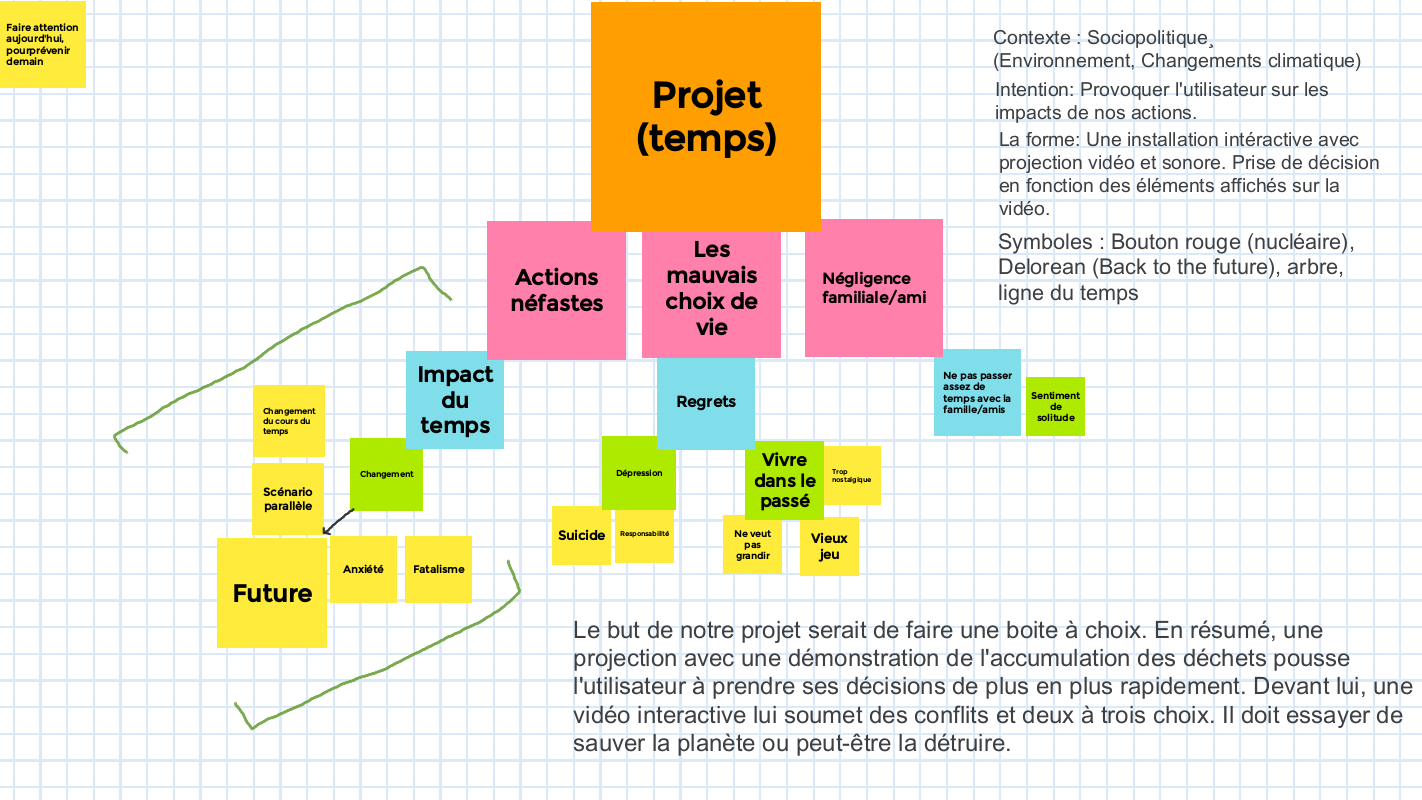 Faire attention
aujourd'hui,
pourprévenir
demain
Projet
(temps)
Contexte : Sociopolitique¸
(Environnement, Changements climatique)
Intention: Provoquer l'utilisateur sur les
impacts de nos actions.
La forme: Une installation intéractive avec
projection vidéo et sonore. Prise de décision
en fonction des éléments affichés sur la
vidéo.
Symboles : Bouton rouge (nucléaire),
Delorean (Back to the future), arbre,
ligne du temps
Actions
néfastes
Les
mauvais
choix de
vie
Négligence
familiale/ami
Impact
du
temps
Regrets
Ne pas passer
assez de
temps avec la
famille/amis
Sentiment
de
solitude
Changement
du cours du
temps
Changement
Scénario
parallèle
Future
Anxiété
Fatalisme
Dépression
Suicide
Responsabilité
Vivre
dans le
passé
Trop
nostalgique
Ne veut
pas
grandir
Vieux
jeu
Le but de notre projet serait de faire une boite à choix. En résumé, une
projection avec une démonstration de l'accumulation des déchets pousse
l'utilisateur à prendre ses décisions de plus en plus rapidement. Devant lui, une
vidéo interactive lui soumet des conflits et deux à trois choix. Il doit essayer de
sauver la planète ou peut-être la détruire.